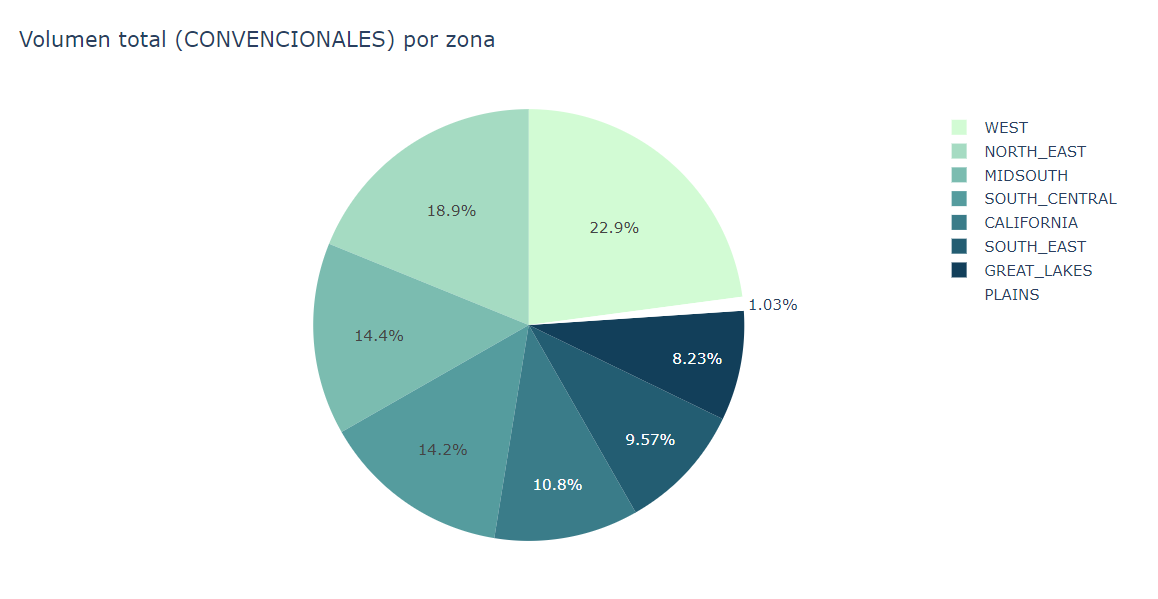 Volumen total (CONVENCIONALES) por zona
22.9%
18.9%
14.4%
14.2%
10.8%
9.57%
8.23%
1.03%
WEST
NORTH_EAST
MIDSOUTH
SOUTH_CENTRAL
CALIFORNIA
SOUTH_EAST
GREAT_LAKES
PLAINS